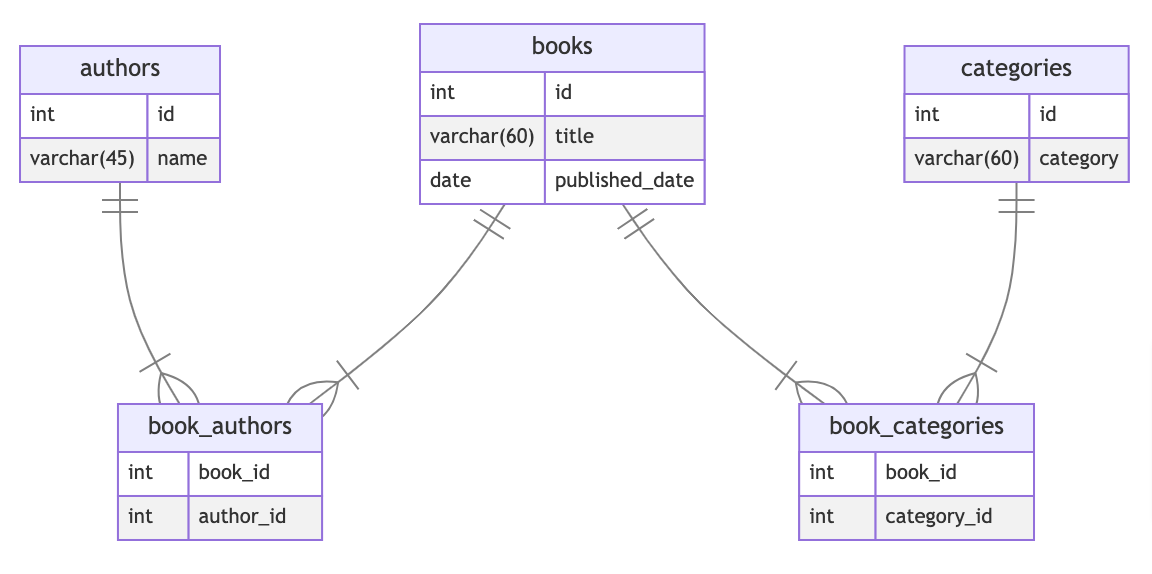 authors
int id
varchar(45) name
books
int id
varchar(60) title
date published_date
categories
int id
varchar(60) category
book_authors
int book_id
int author_id
book_categories
int book_id
int category_id